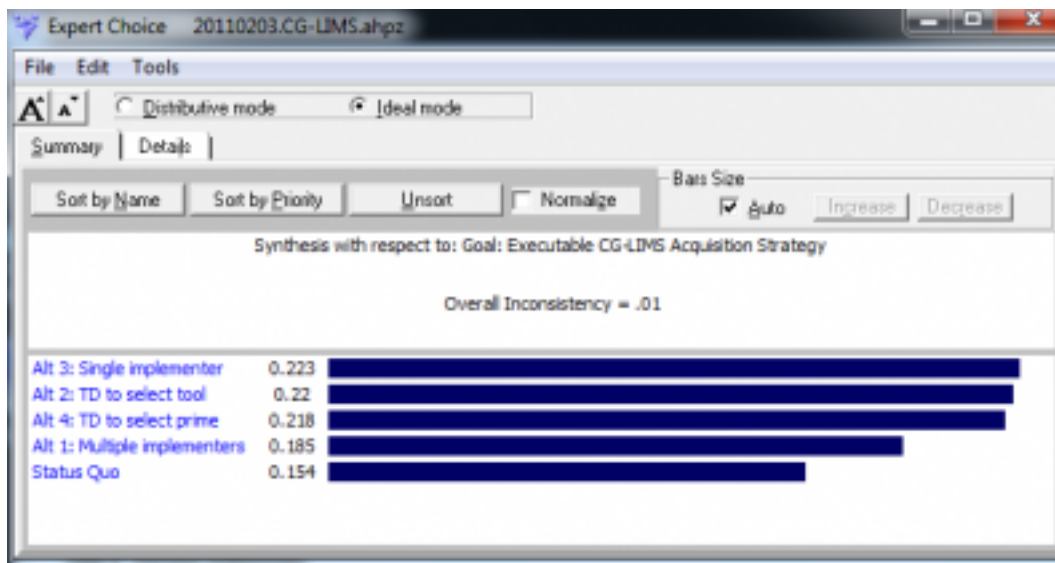 Expert Choice 20110203.CG-LIMS.ahpz
File Edit Tools
A A Distributive mode Ideal mode
Summary Details
Sort by Name Sort by Priority Unsort Normalize
Bars Size
Auto Increase Decrease
Synthesis with respect to: Goal: Executable CG-LIMS Acquisition Strategy
Overall Inconsistency = .01
Alt 3: Single implementer 0.223
Alt 2: TD to select tool 0.22
Alt 4: TD to select prime 0.218
Alt 1: Multiple implementers 0.185
Status Quo 0.154